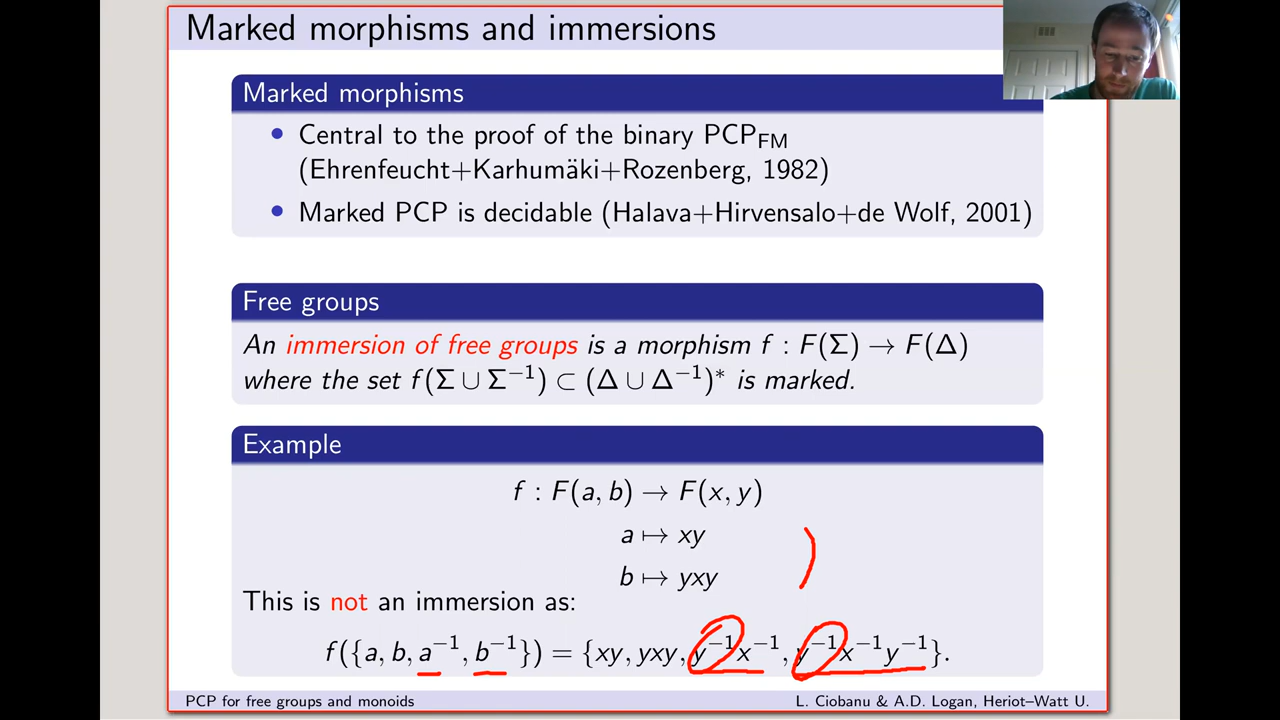 Marked morphisms and immersions
Marked morphisms
• Central to the proof of the binary PCP_FM
(Ehrenfeucht+Karhumäki+Rozenberg, 1982)
• Marked PCP is decidable (Halava+Hirvensalo+de Wolf, 2001)
Free groups
An immersion of free groups is a morphism f : F(Σ) → F(Δ)
where the set f(Σ ∪ Σ⁻¹) ⊂ (Δ ∪ Δ⁻¹)* is marked.
Example
f : F(a, b) → F(x, y)
a ↦ xy
b ↦ yxy
This is not an immersion as:
f({a, b, a⁻¹, b⁻¹}) = {xy, yxy, y⁻¹x⁻¹, y⁻¹x⁻¹y⁻¹}.
PCP for free groups and monoids
L. Ciobanu & A.D. Logan, Heriot–Watt U.